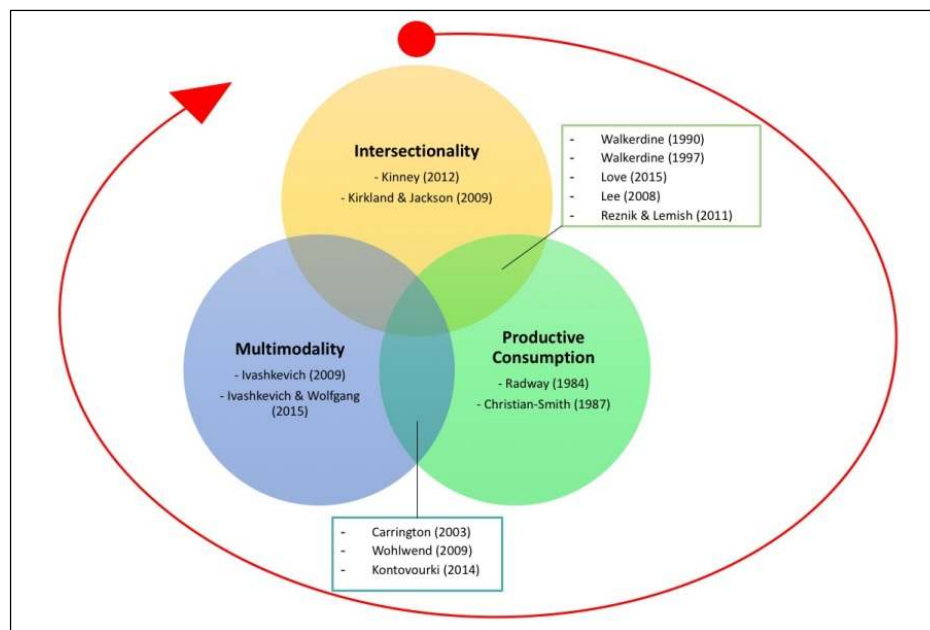 Intersectionality
- Kinney (2012)
- Kirkland & Jackson (2009)
- Walkerdine (1990)
- Walkerdine (1997)
- Love (2015)
- Lee (2008)
- Reznik & Lemish (2011)
Multimodality
- Ivashkevich (2009)
- Ivashkevich & Wolfgang
(2015)
Productive
Consumption
- Radway (1984)
- Christian-Smith (1987)
- Carrington (2003)
- Wohlwend (2009)
- Kontovourki (2014)